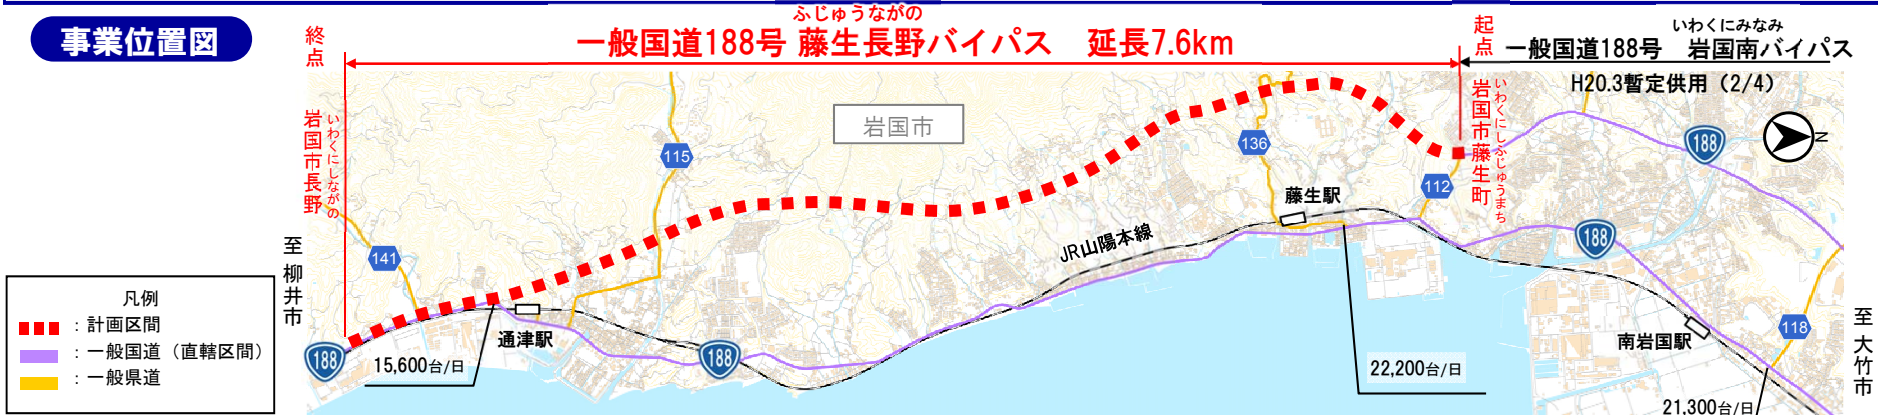 事業位置図
終点
ふじゅうながの
一般国道188号 藤生長野バイパス 延長7.6km
起点
いわくにみなみ
一般国道188号 岩国南バイパス
H20.3暫定供用（2/4）
岩国市
岩国市長野
いわくにしながの
岩国市藤生町
いわくにしふじゅうまち
N
188
115
136
112
藤生駅
188
JR山陽本線
141
至柳井市
通津駅
188
188
15,600台/日
22,200台/日
南岩国駅
118
21,300台/日
至大竹市
凡例
：計画区間
：一般国道（直轄区間）
：一般県道